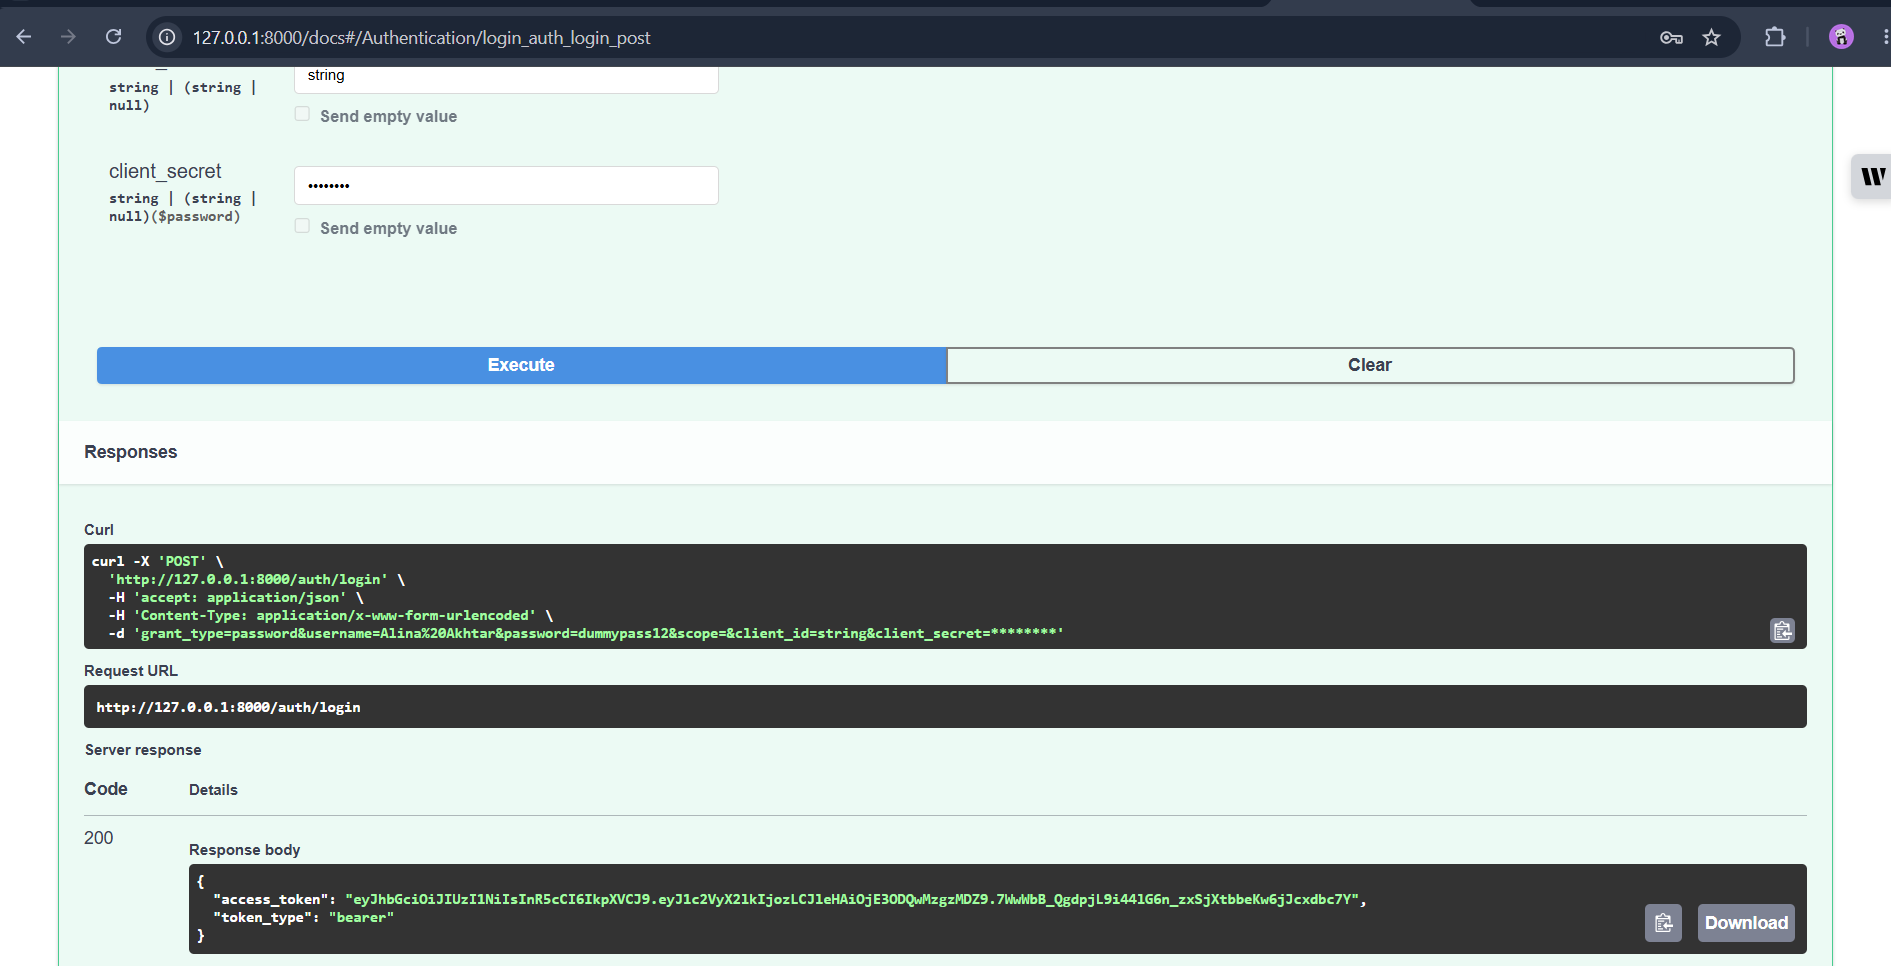 127.0.0.1:8000/docs#/Authentication/login_auth_login_post
string | (string |
null)
string
Send empty value
client_secret
string | (string |
null)($password)
••••••••
Send empty value
Execute
Clear
Responses
Curl
curl -X 'POST' \
'http://127.0.0.1:8000/auth/login' \
-H 'accept: application/json' \
-H 'Content-Type: application/x-www-form-urlencoded' \
-d 'grant_type=password&username=Alina%20Akhtar&password=dummypass12&scope=&client_id=string&client_secret=********'
Request URL
http://127.0.0.1:8000/auth/login
Server response
Code Details
200
Response body
{
"access_token": "eyJhbGciOiJIUzI1NiIsInR5cCI6IkpXVCJ9.eyJ1c2VyX2lkIjozLCJleHAiOjE3ODQwMzgzMDZ9.7WwWbB_QgdpjL9i44lG6n_zxSjXtbbeKw6jJcxdbc7Y",
"token_type": "bearer"
}
Download